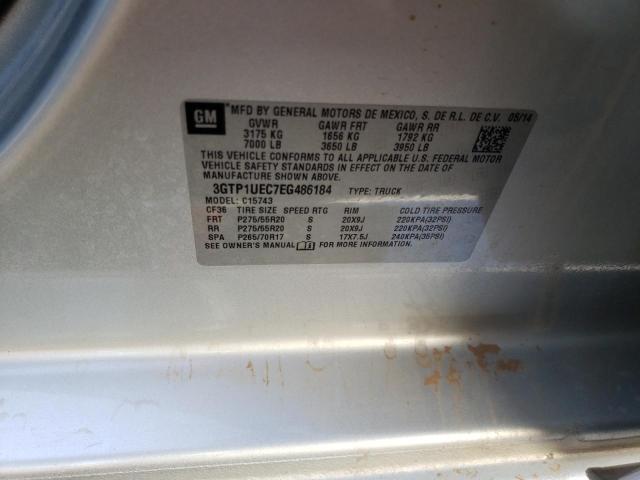 GM
MFD BY GENERAL MOTORS DE MEXICO, S. DE R.L. DE C.V. 05/14
GVWR GAWR FRT GAWR RR
3175 KG 1656 KG 1792 KG
7000 LB 3650 LB 3950 LB
THIS VEHICLE CONFORMS TO ALL APPLICABLE U.S. FEDERAL MOTOR
VEHICLE SAFETY STANDARDS IN EFFECT ON THE DATE OF
MANUFACTURE SHOWN ABOVE.
3GTP1UEC7EG486184 TYPE: TRUCK
MODEL: C15743
CF36 TIRE SIZE SPEED RTG RIM COLD TIRE PRESSURE
FRT P275/55R20 S 20X9J 220KPA(32PSI)
RR P275/55R20 S 20X9J 220KPA(32PSI)
SPA P265/70R17 S 17X7.5J 240KPA(35PSI)
SEE OWNER'S MANUAL FOR MORE INFORMATION.